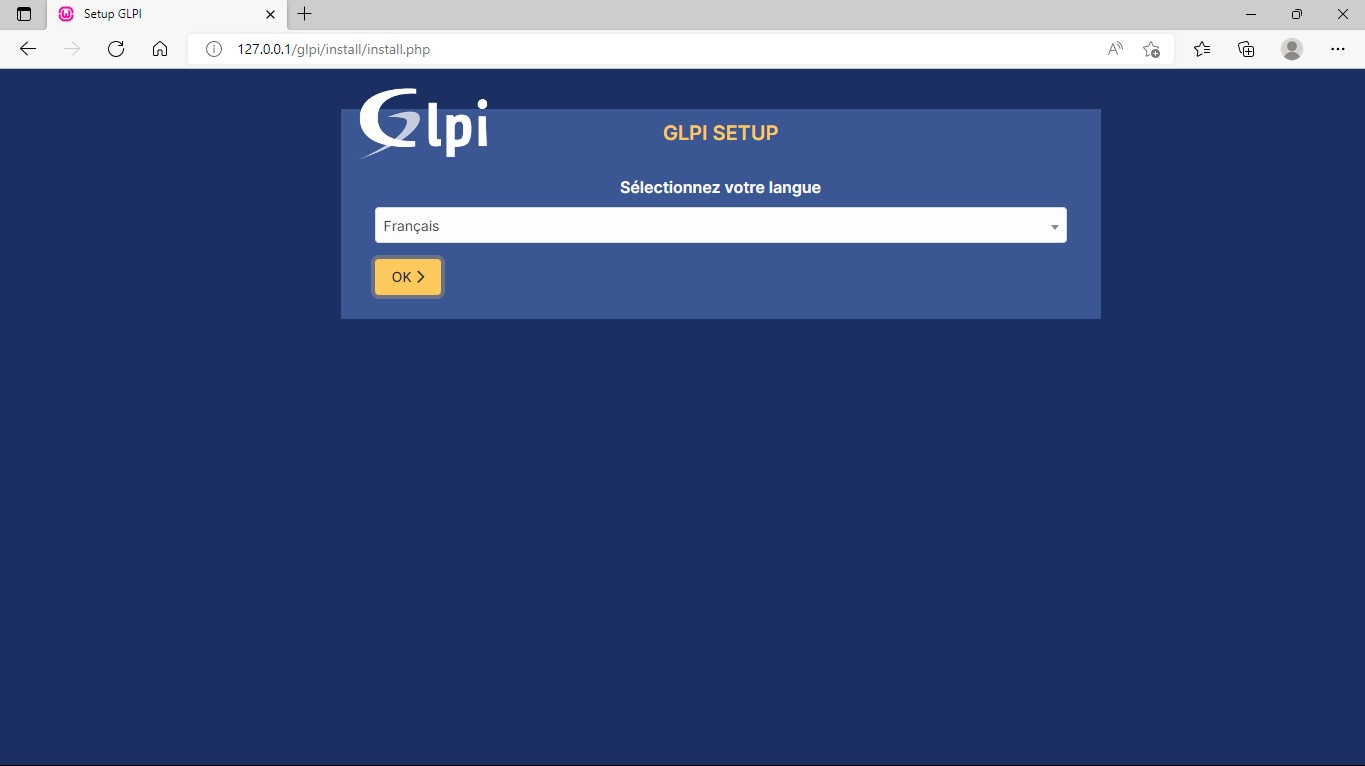 Setup GLPI
127.0.0.1/glpi/install/install.php
Glpi
GLPI SETUP
Sélectionnez votre langue
Français
OK